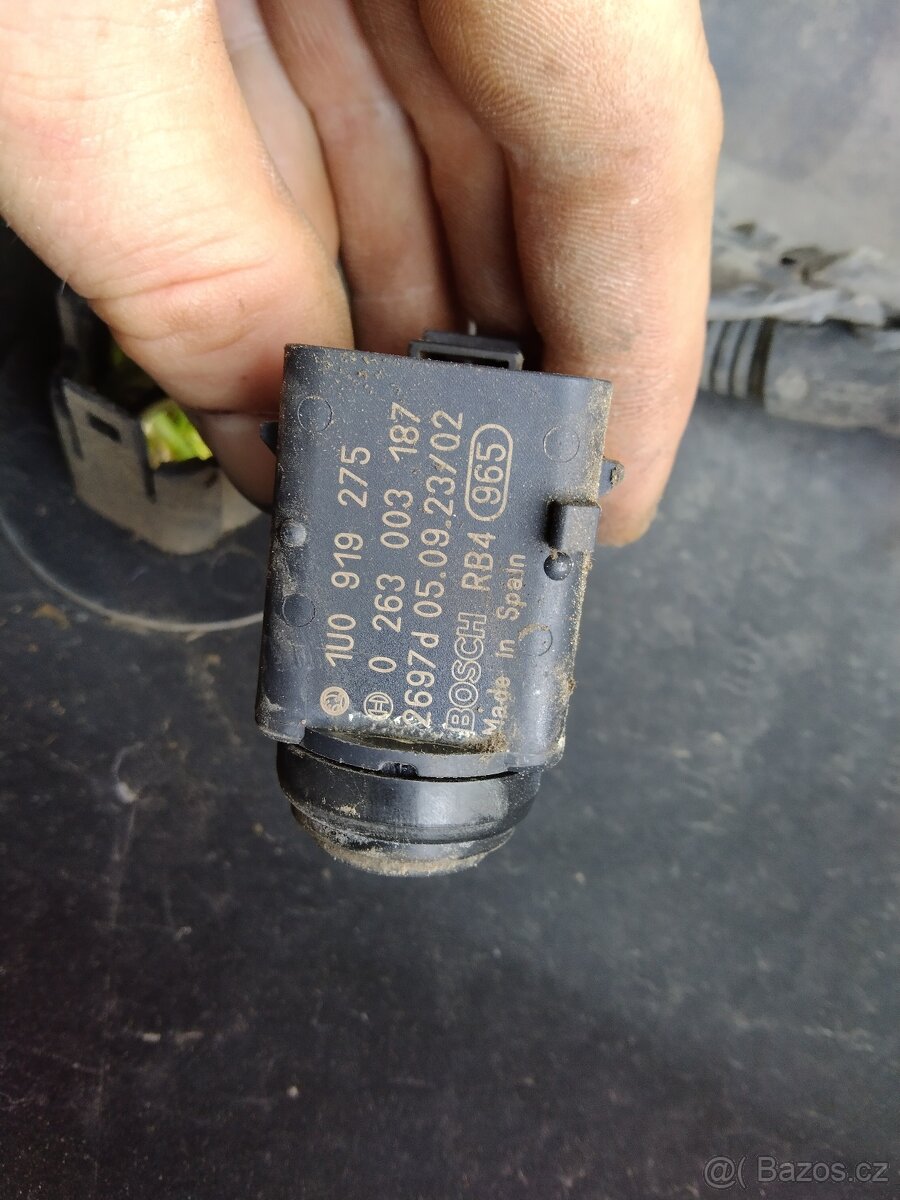 1U0 919 275
0 263 003 187
2697d 05.09.23/02
BOSCH RB4 965
Made in Spain
@( Bazos.cz